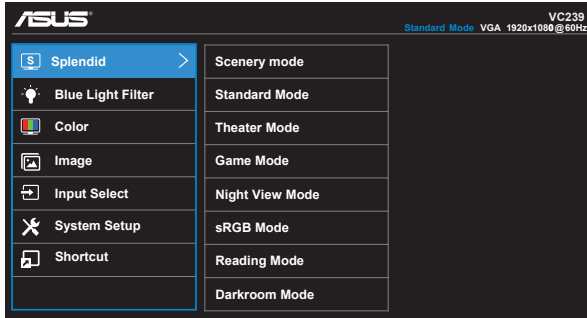 ASUS
VC239
Standard Mode VGA 1920x1080@60Hz
S Splendid
Blue Light Filter
Color
Image
Input Select
System Setup
Shortcut
Scenery mode
Standard Mode
Theater Mode
Game Mode
Night View Mode
sRGB Mode
Reading Mode
Darkroom Mode